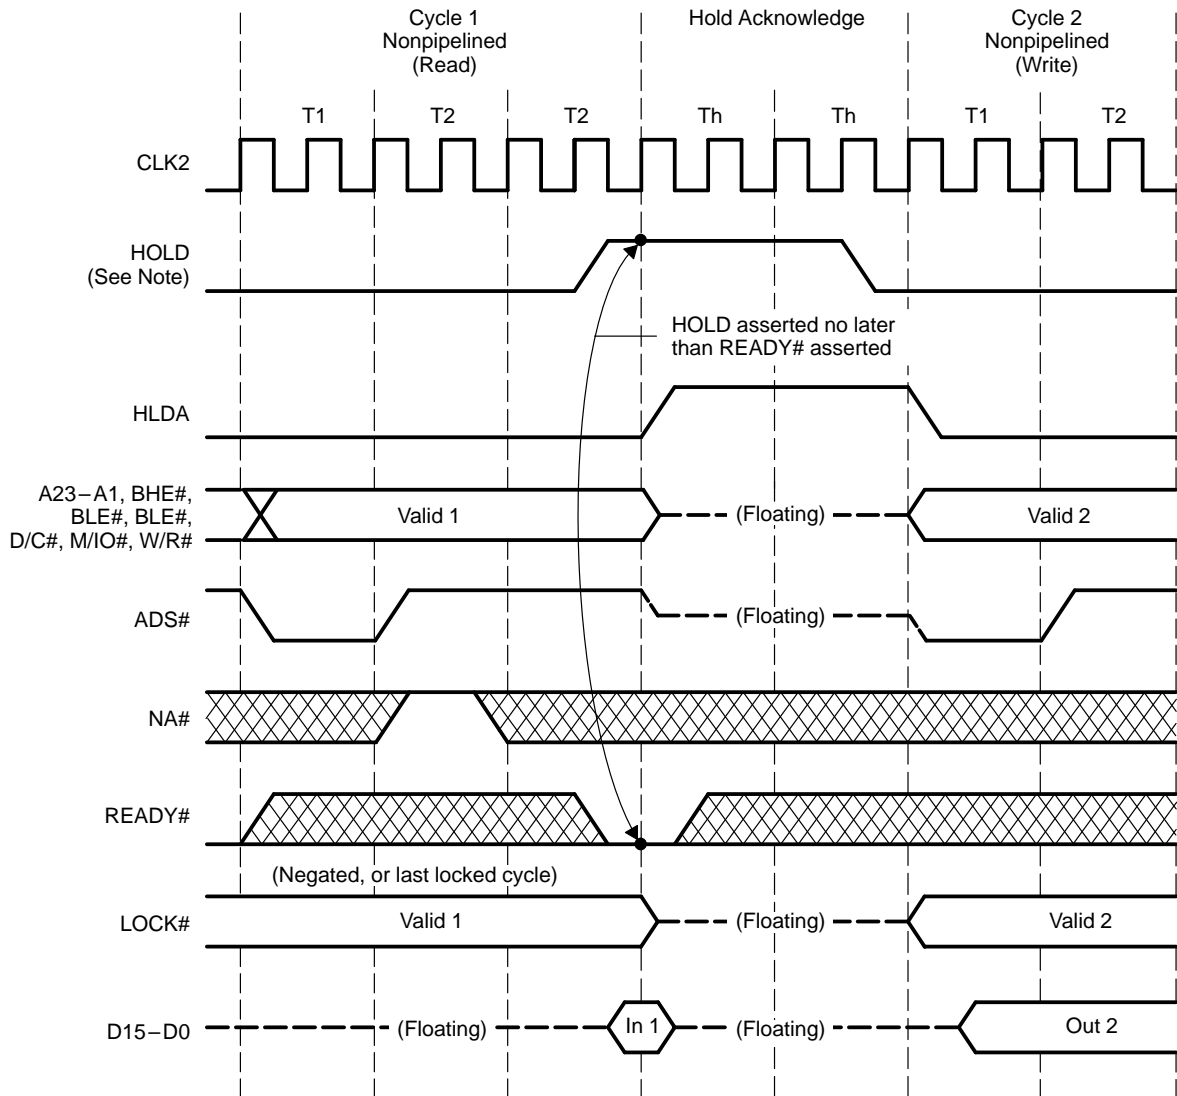 Cycle 1
Nonpipelined
(Read)
Hold Acknowledge
Cycle 2
Nonpipelined
(Write)
T1
T2
T2
Th
Th
T1
T2
CLK2
HOLD
(See Note)
HOLD asserted no later
than READY# asserted
HLDA
A23–A1, BHE#,
BLE#, BLE#,
D/C#, M/IO#, W/R#
Valid 1
(Floating)
Valid 2
ADS#
(Floating)
NA#
READY#
(Negated, or last locked cycle)
LOCK#
Valid 1
(Floating)
Valid 2
D15–D0
(Floating)
In 1
(Floating)
Out 2